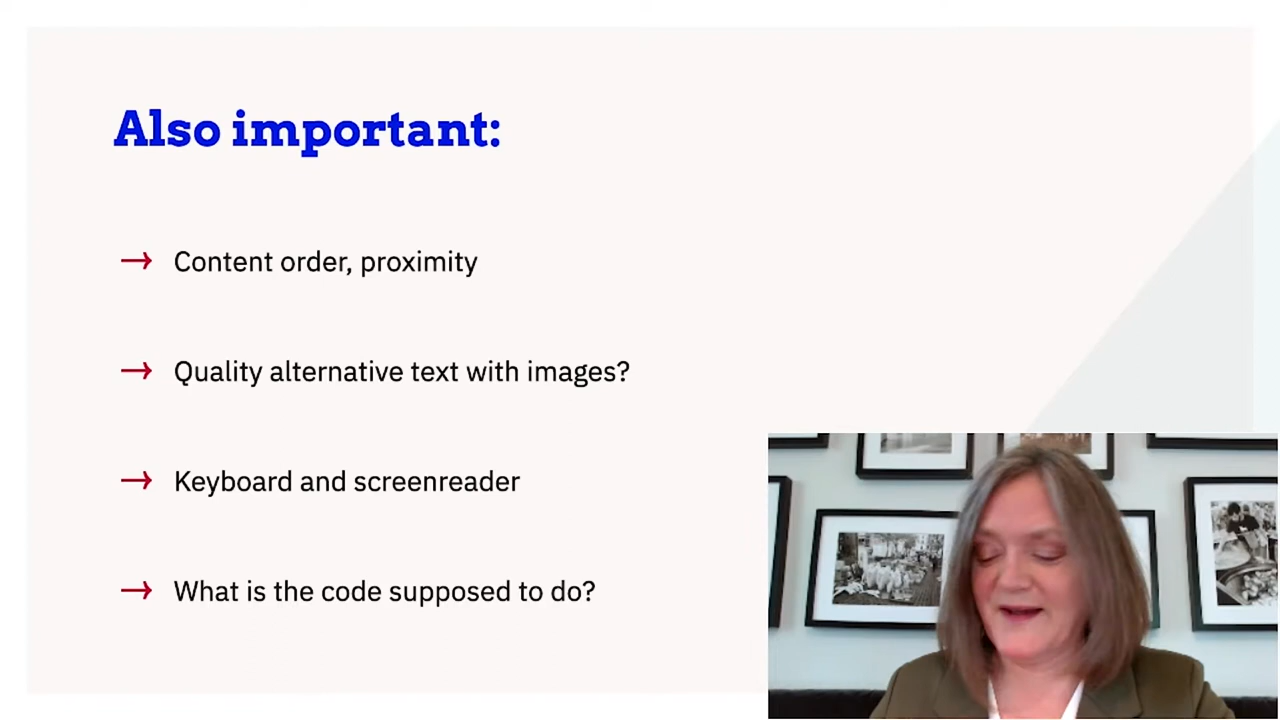 Also important:
→ Content order, proximity
→ Quality alternative text with images?
→ Keyboard and screenreader
→ What is the code supposed to do?